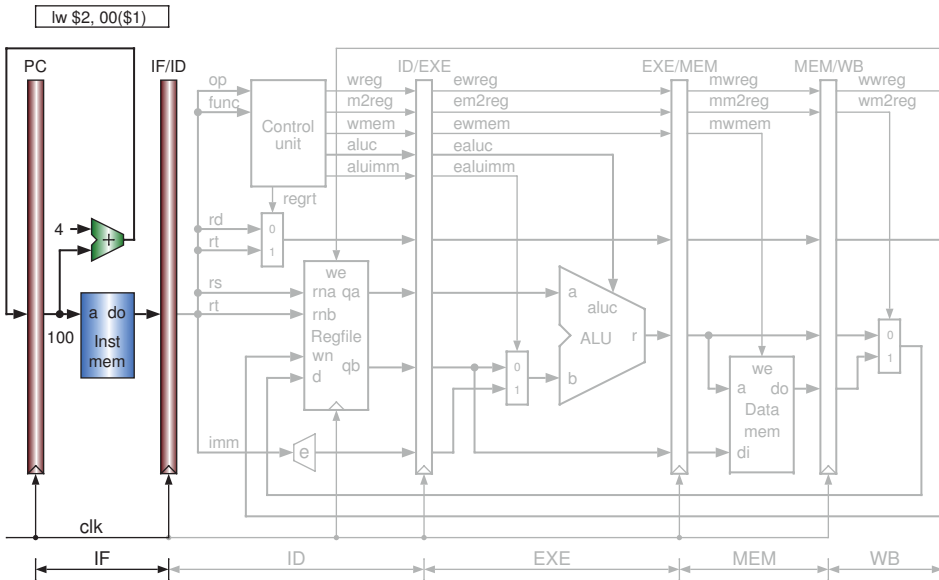 lw $2, 00($1)
PC IF/ID ID/EXE EXE/MEM MEM/WB
op wreg ewreg mwreg wwreg
func m2reg em2reg mm2reg wm2reg
Control unit
wmem ewmem mwmem
aluc ealuc
aluimm ealuimm
regrt
4 +
rd 0
rt 1
we
rs rna qa a
aluc
rt rnb
100 a do
Inst mem
Regfile
ALU r
wn qb
d
0
1
b
we
a do
Data mem
di
0
1
imm e
clk
IF ID EXE MEM WB